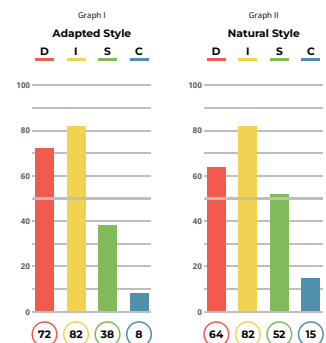 Graph I
Adapted Style
D I S C
100
80
60
40
20
0
72 82 38 8
Graph II
Natural Style
D I S C
100
80
60
40
20
0
64 82 52 15